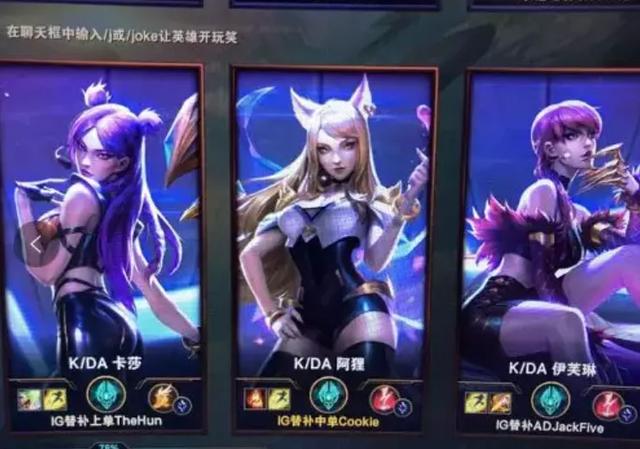 在聊天框中输入/j或/joke让英雄开玩笑
K/DA 卡莎
K/DA 阿狸
K/DA 伊芙琳
IG替补上单TheHun
IG替补中单Cookie
IG替补ADJackFive
76%